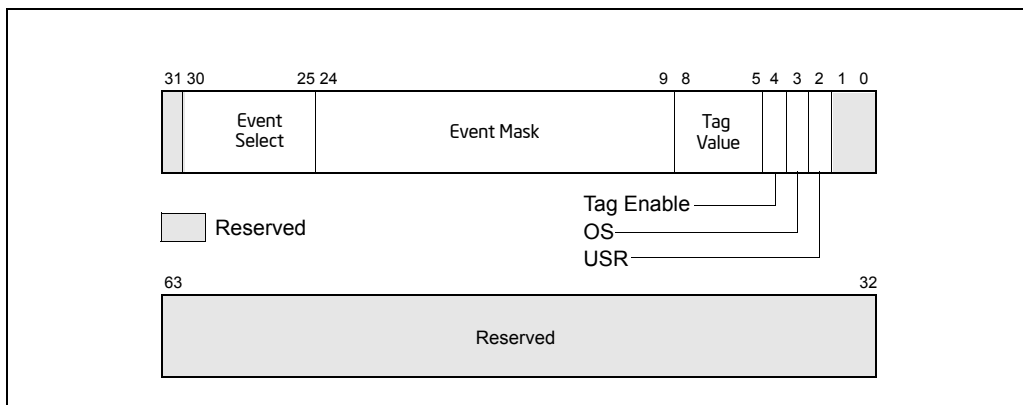 31 30 25 24 9 8 5 4 3 2 1 0
Event Select
Event Mask
Tag Value
Tag Enable
OS
USR
Reserved
63 32
Reserved